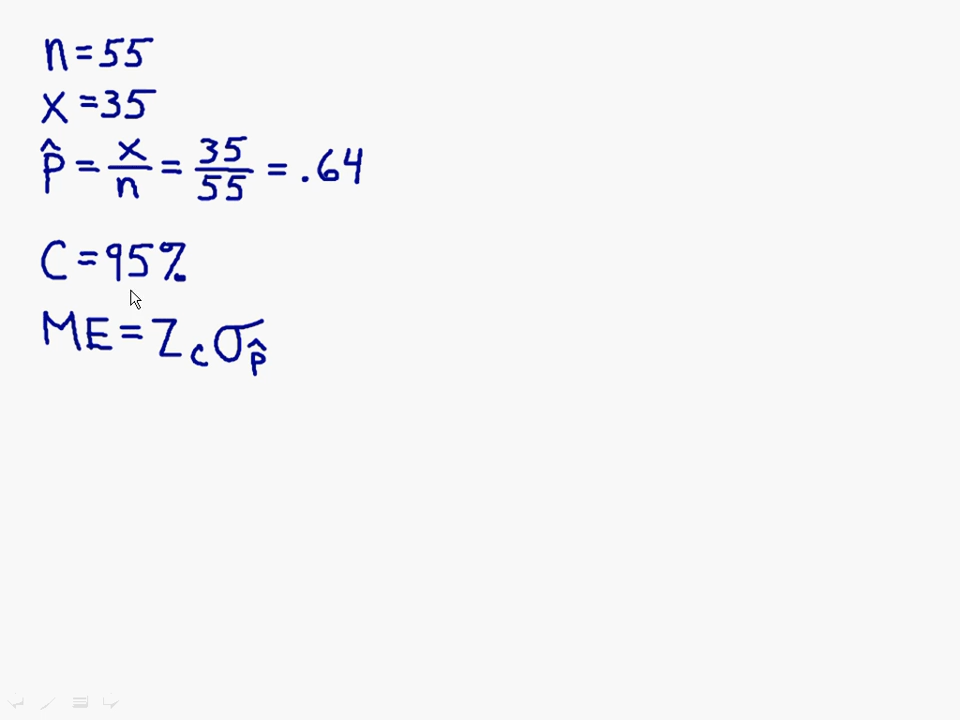 n = 55
x = 35
p̂ = x/n = 35/55 = .64
C = 95%
ME = Z_c σ_p̂